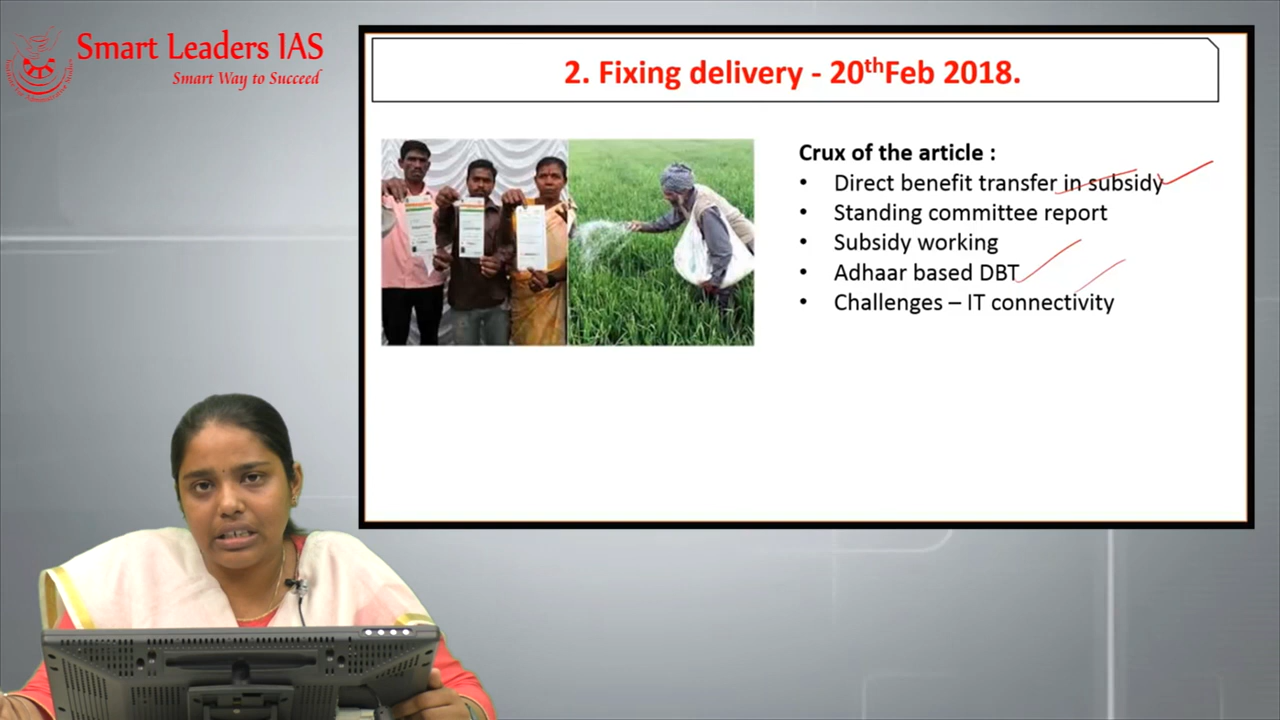 Smart Leaders IAS
Smart Way to Succeed
2. Fixing delivery - 20thFeb 2018.
Crux of the article :
• Direct benefit transfer in subsidy
• Standing committee report
• Subsidy working
• Adhaar based DBT
• Challenges – IT connectivity